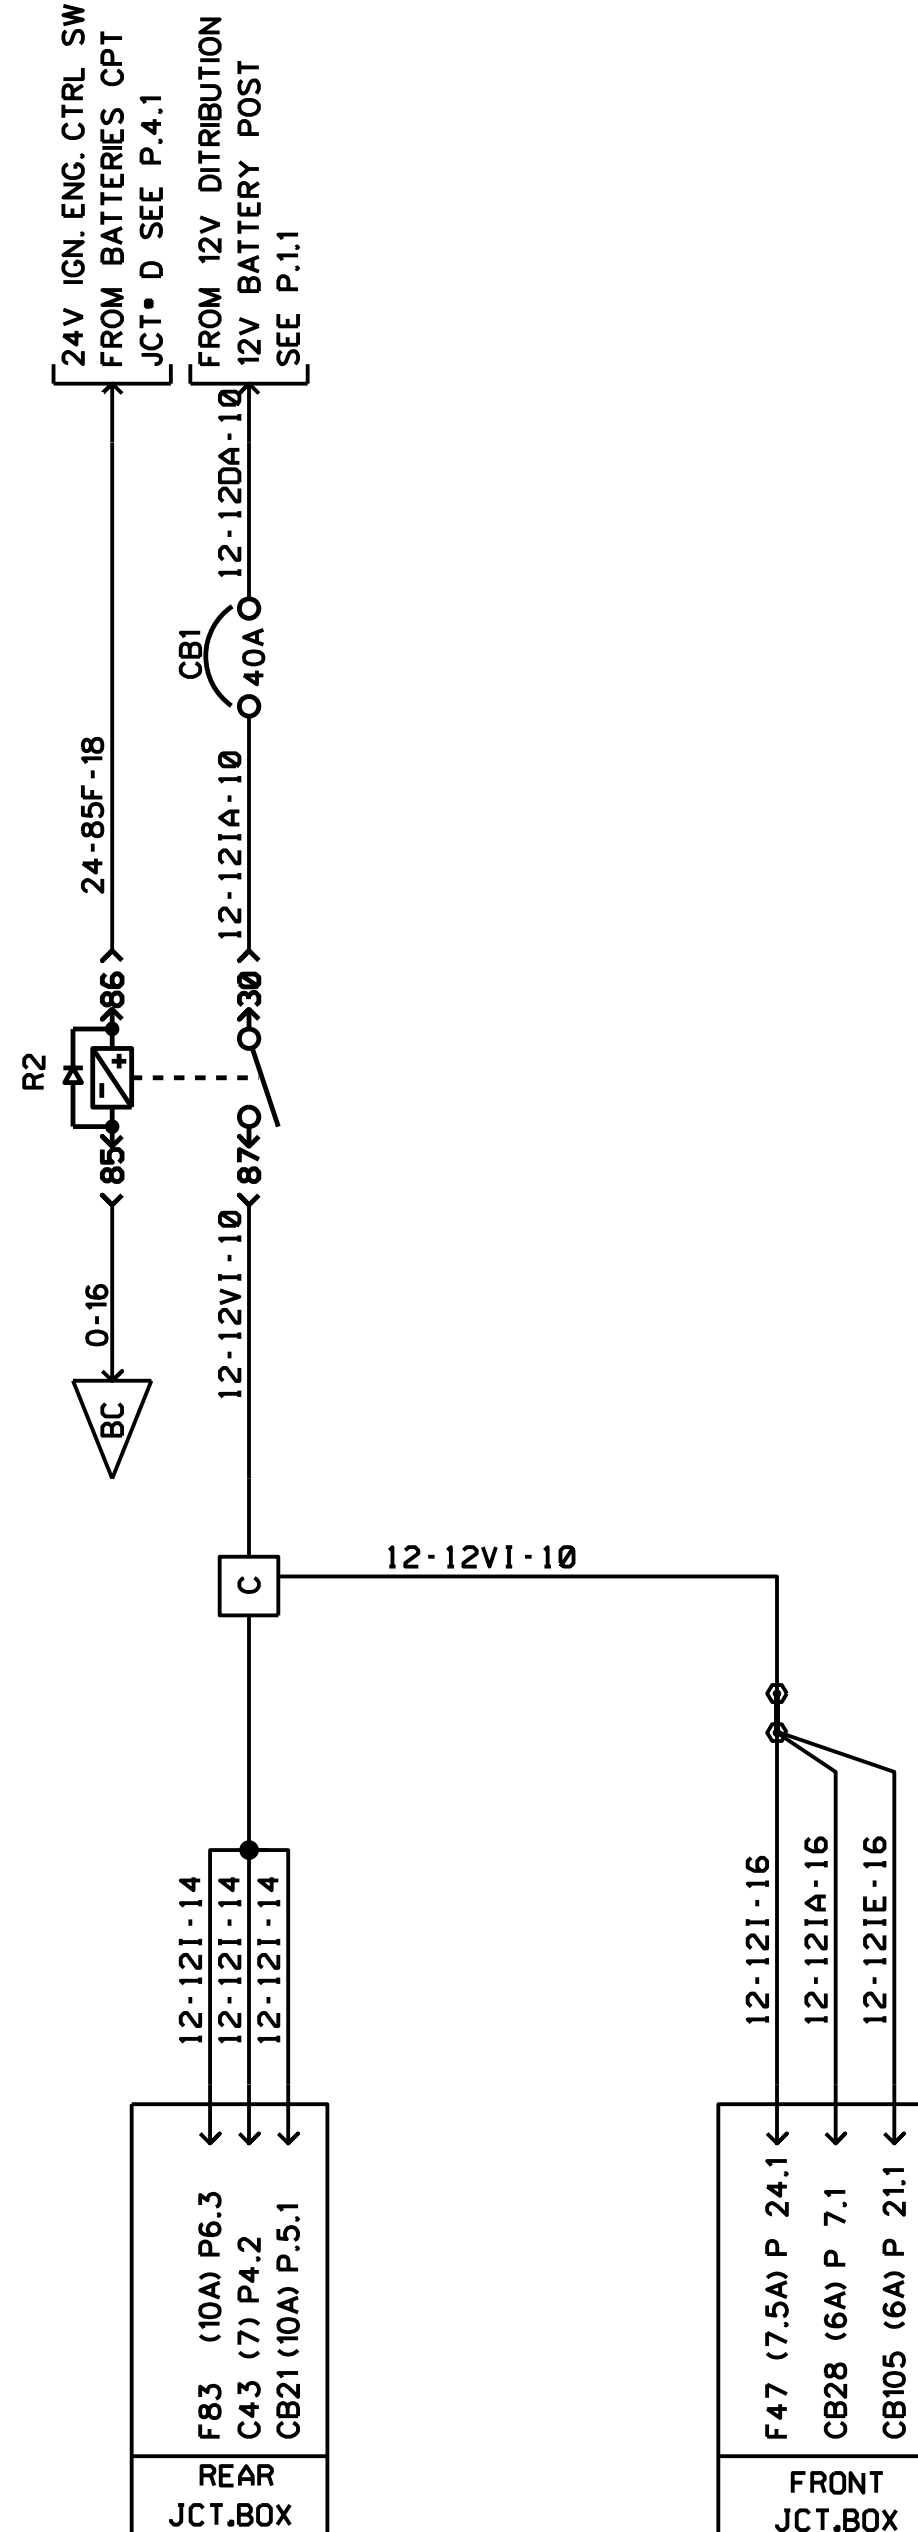 24V IGN. ENG. CTRL SW
FROM BATTERIES CPT
JCT• D SEE P.4.1
FROM 12V DITRIBUTION
12V BATTERY POST
SEE P.1.1
12-12DA-10
CB1
40A
24-85F-18
12-12IA-10
86
30
R2
+
-
85
87
0-16
12-12VI-10
BC
C
12-12VI-10
12-12I-14
12-12I-14
12-12I-14
12-12I-16
12-12IA-16
12-12IE-16
F83 (10A) P6.3
C43 (7) P4.2
CB21 (10A) P.5.1
REAR
JCT.BOX
F47 (7.5A) P 24.1
CB28 (6A) P 7.1
CB105 (6A) P 21.1
FRONT
JCT.BOX